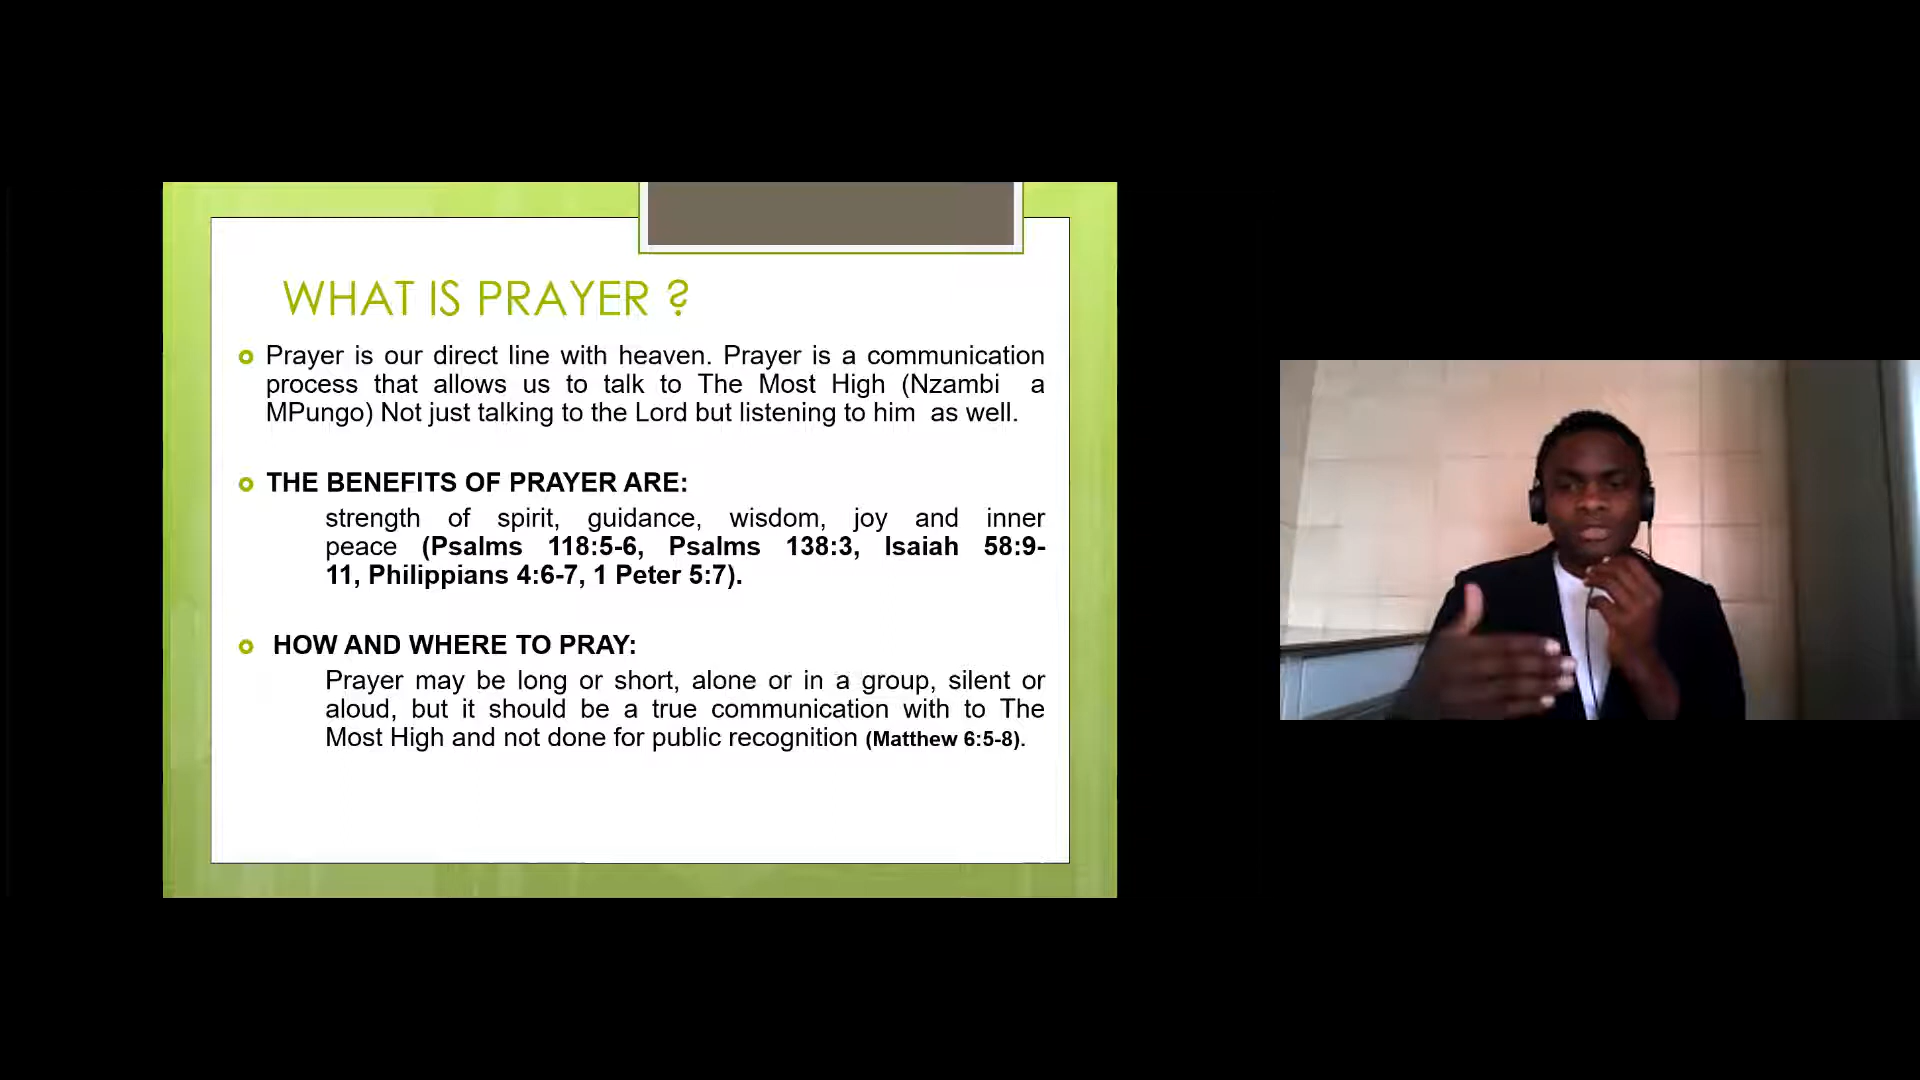 WHAT IS PRAYER ?
Prayer is our direct line with heaven. Prayer is a communication
process that allows us to talk to The Most High (Nzambi a
MPungo) Not just talking to the Lord but listening to him as well.
THE BENEFITS OF PRAYER ARE:
strength of spirit, guidance, wisdom, joy and inner
peace (Psalms 118:5-6, Psalms 138:3, Isaiah 58:9-
11, Philippians 4:6-7, 1 Peter 5:7).
HOW AND WHERE TO PRAY:
Prayer may be long or short, alone or in a group, silent or
aloud, but it should be a true communication with to The
Most High and not done for public recognition (Matthew 6:5-8).